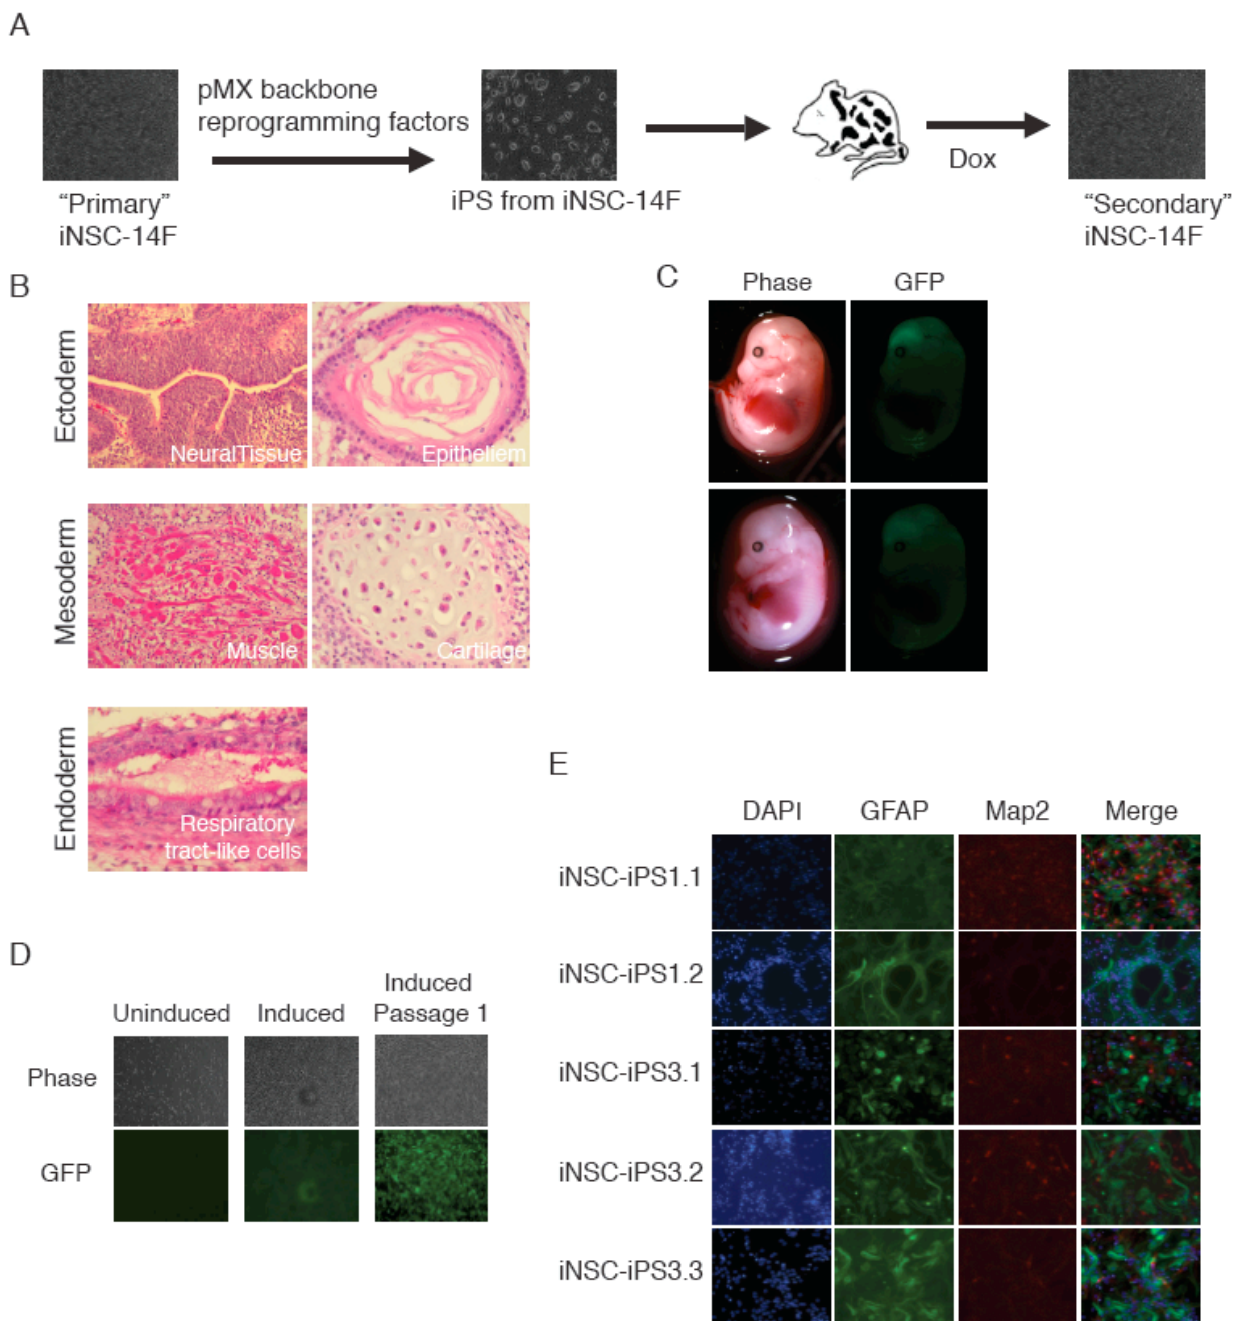 A
pMX backbone
reprogramming factors
"Primary"
iNSC-14F
iPS from iNSC-14F
Dox
"Secondary"
iNSC-14F
B
Ectoderm
NeuralTissue
Epitheliem
Mesoderm
Muscle
Cartilage
Endoderm
Respiratory
tract-like cells
C
Phase
GFP
D
Uninduced
Induced
Induced
Passage 1
Phase
GFP
E
DAPI
GFAP
Map2
Merge
iNSC-iPS1.1
iNSC-iPS1.2
iNSC-iPS3.1
iNSC-iPS3.2
iNSC-iPS3.3